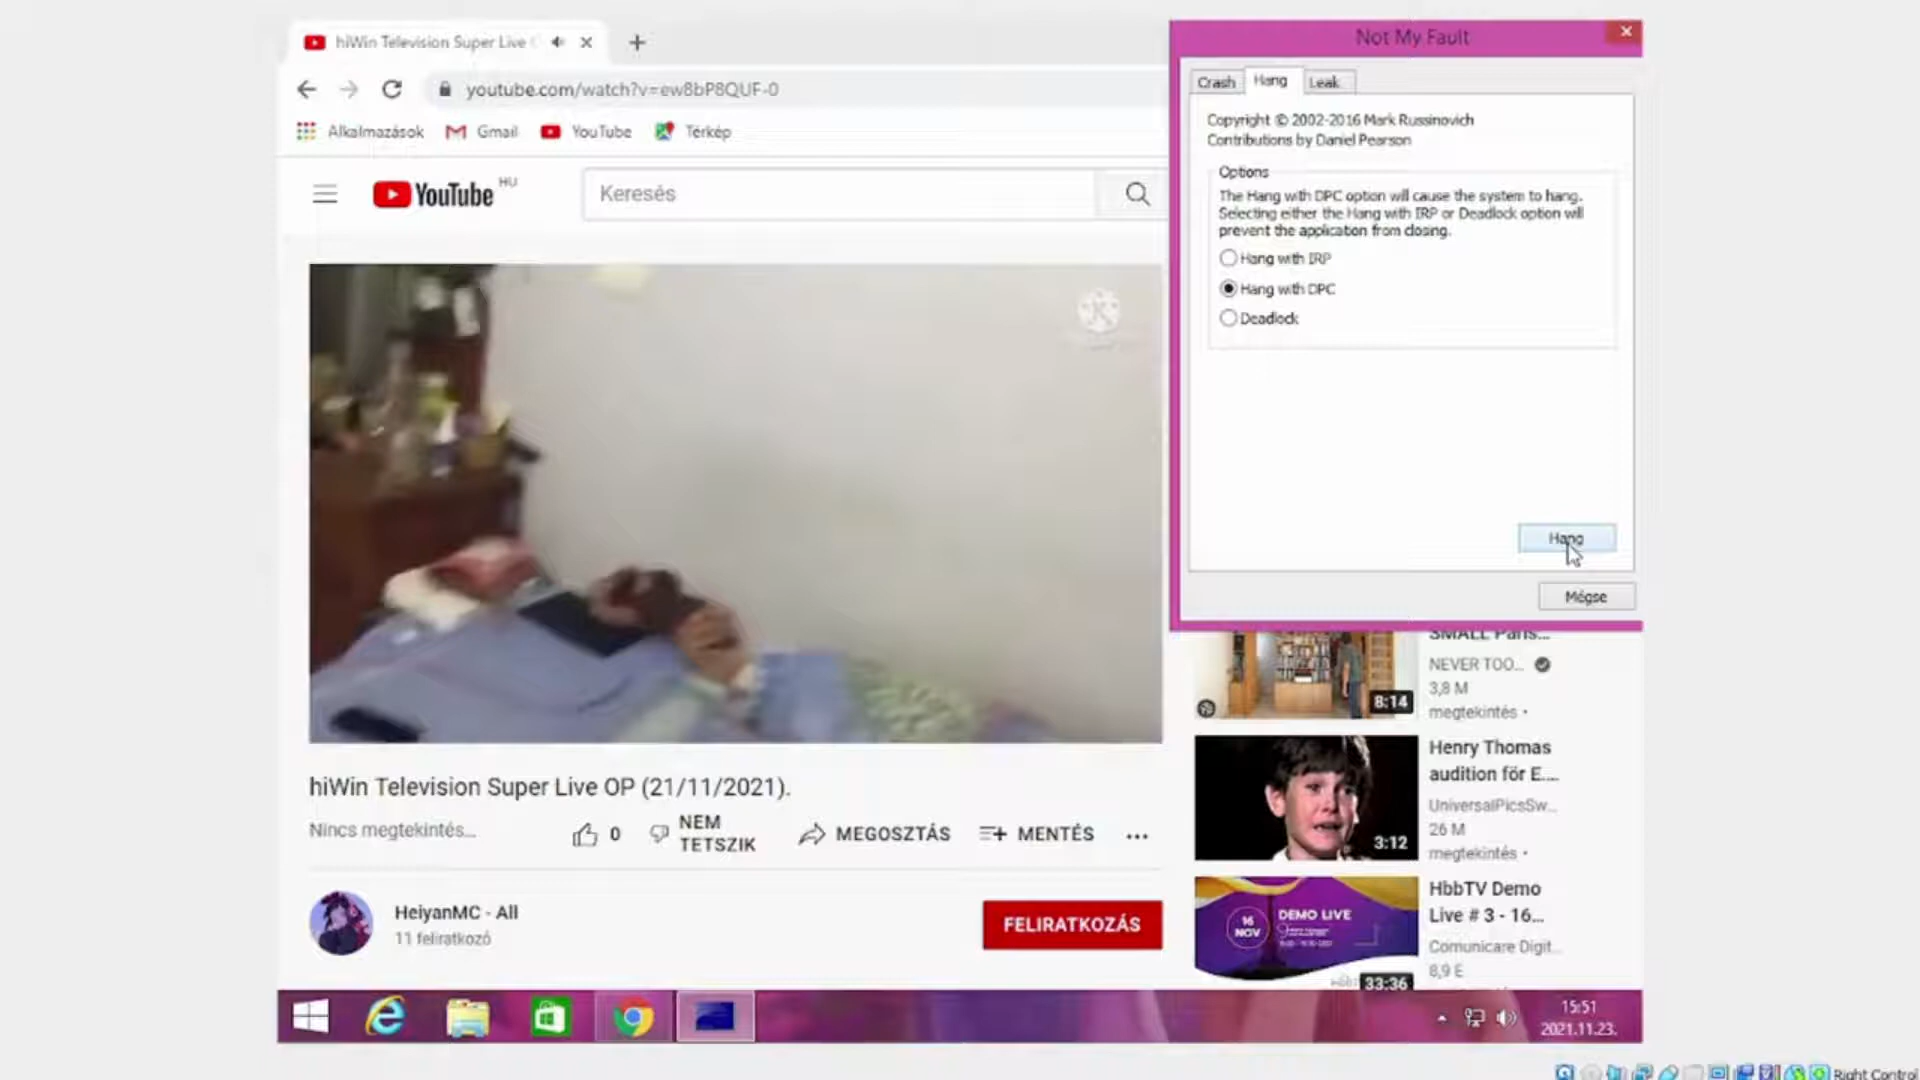 hiWin Television Super Live
youtube.com/watch?v=ew8bP8QUF-0
Alkalmazások
Gmail
YouTube
Térkép
YouTube HU
Keresés
Not My Fault
Crash
Hang
Leak
Copyright © 2002-2016 Mark Russinovich
Contributions by Daniel Pearson
Options
The Hang with DPC option will cause the system to hang.
Selecting either the Hang with IRP or Deadlock option will
prevent the application from closing.
Hang with IRP
Hang with DPC
Deadlock
Hang
Mégse
hiWin Television Super Live OP (21/11/2021).
Nincs megtekintés...
0
NEM
TETSZIK
MEGOSZTÁS
MENTÉS
HeiyanMC - All
11 feliratkozó
FELIRATKOZÁS
SMALL Paris...
NEVER TOO...
3,8 M
megtekintés •
8:14
Henry Thomas
audition för E....
UniversalPicsSw...
26 M
megtekintés •
3:12
HbbTV Demo
Live # 3 - 16...
Comunicare Digit...
8,9 E
16
NOV
DEMO LIVE
33:36
15:51
2021.11.23.
Right Control